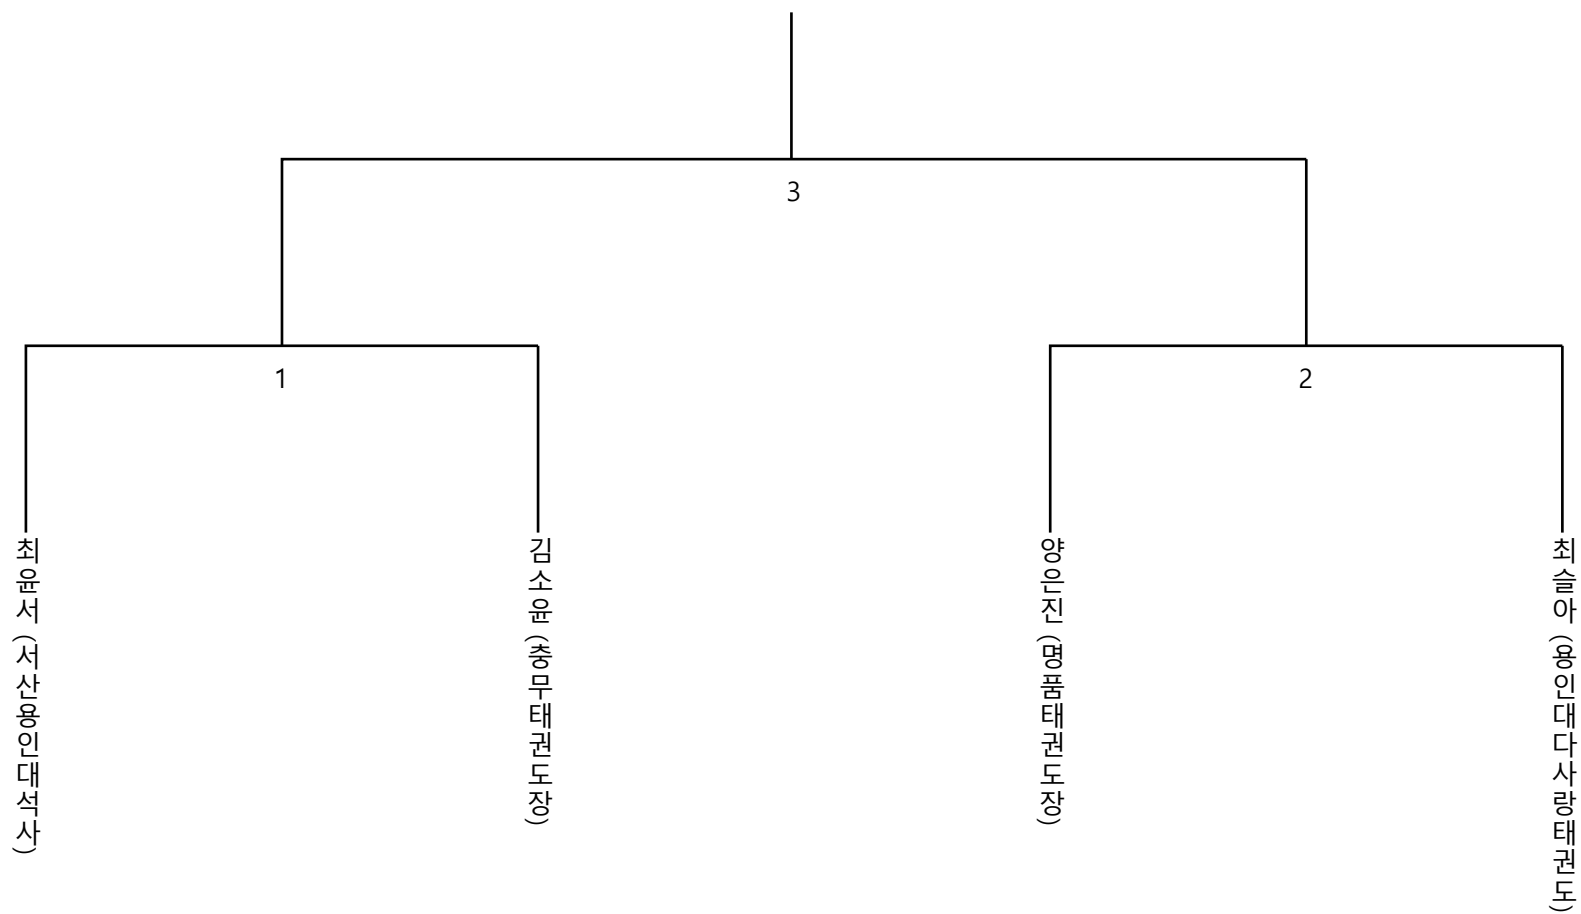 3
1
2
최윤서 (서산용인대석사)
김소윤 (충무태권도장)
양은진 (명품태권도장)
최슬아 (용인대다사랑태권도)